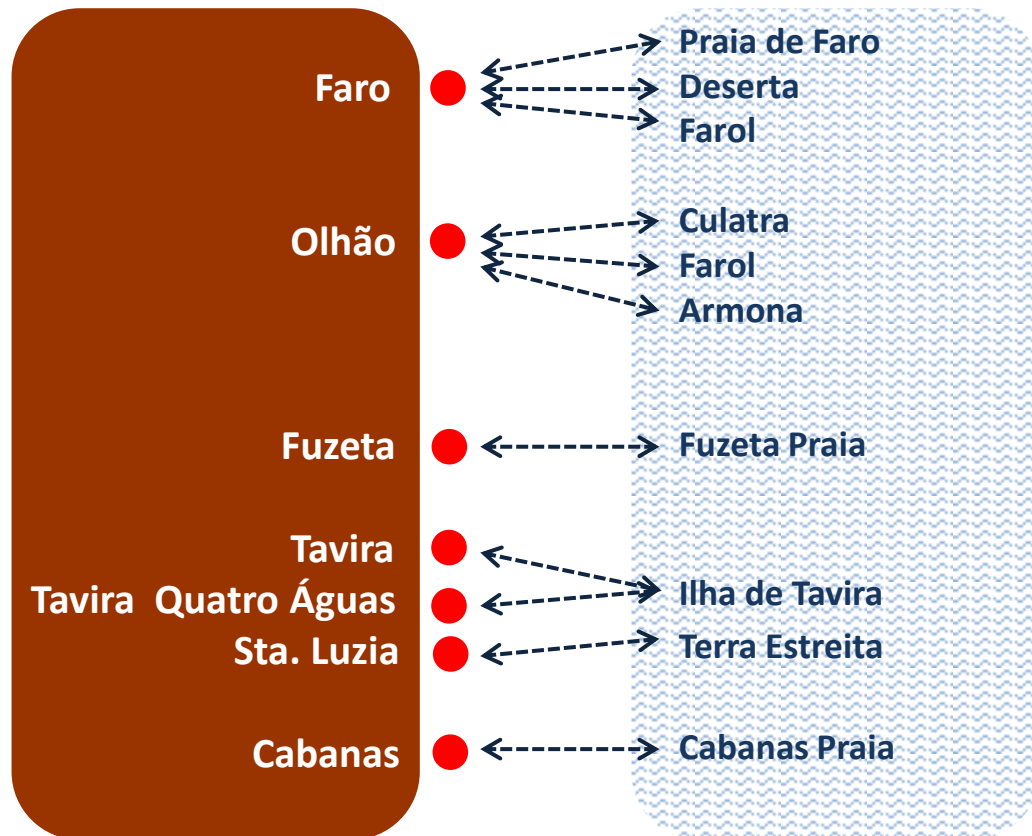 Faro
Praia de Faro
Deserta
Farol
Olhão
Culatra
Farol
Armona
Fuzeta
Fuzeta Praia
Tavira
Tavira Quatro Águas
Ilha de Tavira
Sta. Luzia
Terra Estreita
Cabanas
Cabanas Praia